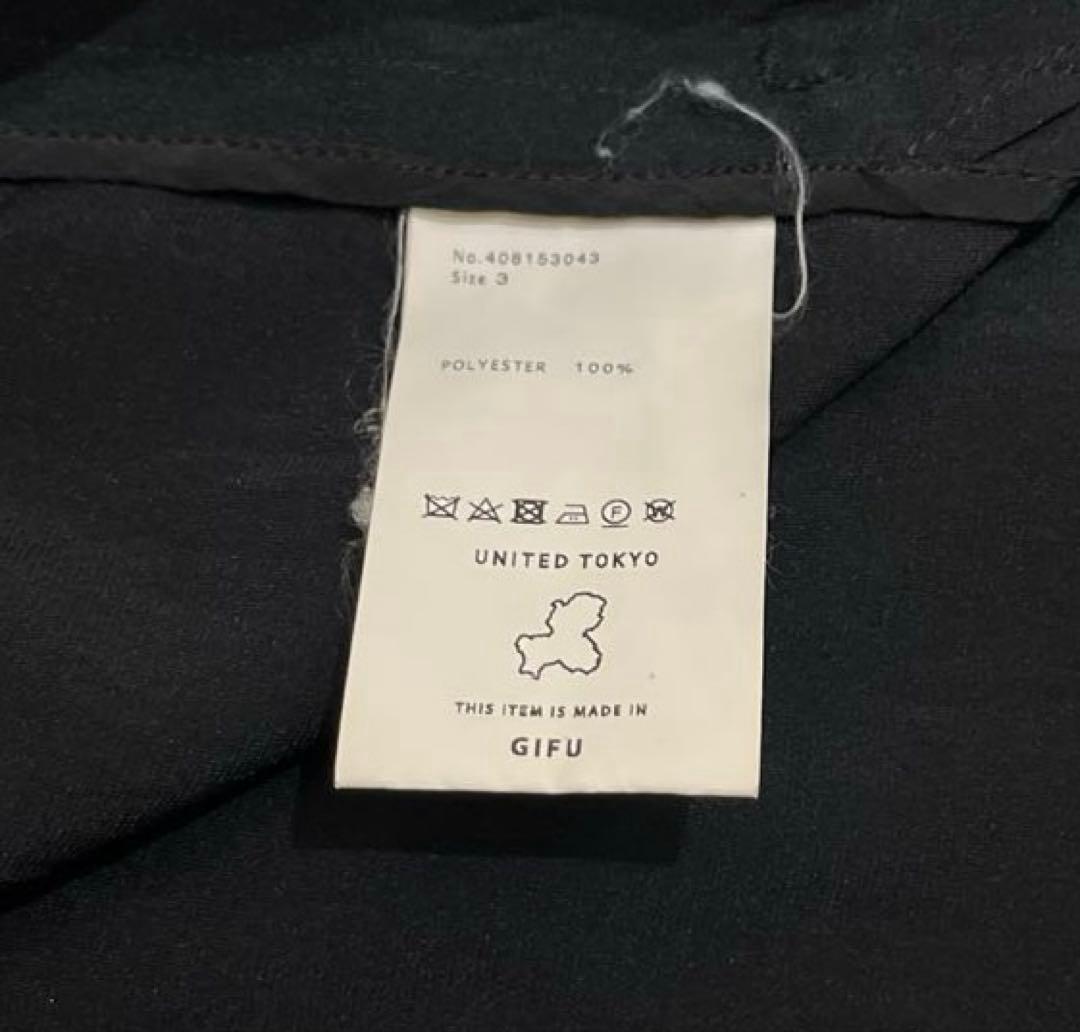 No.408153043
Size 3
POLYESTER 100%
F W
UNITED TOKYO
THIS ITEM IS MADE IN
GIFU